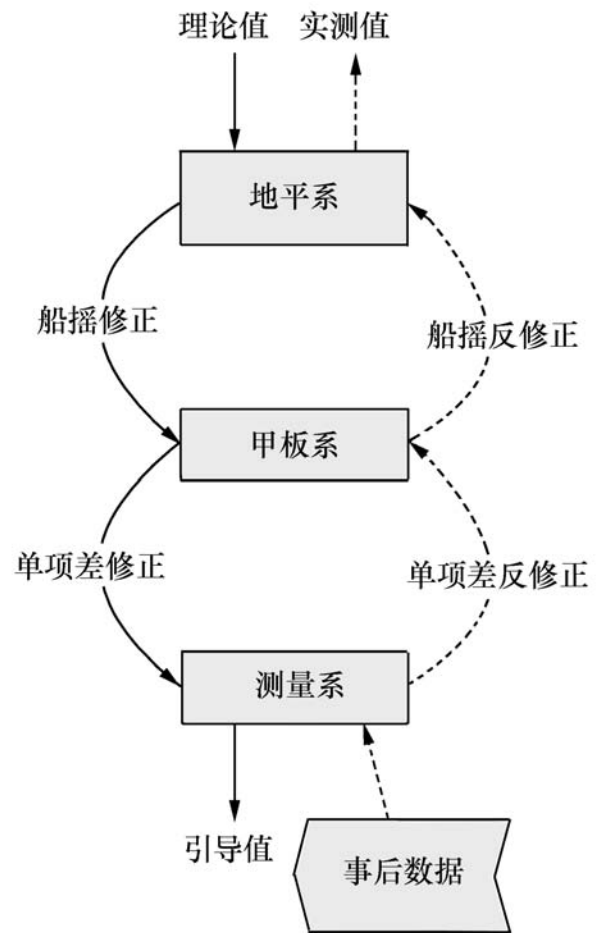 理论值 实测值
地平系
船摇修正
船摇反修正
甲板系
单项差修正
单项差反修正
测量系
引导值
事后数据